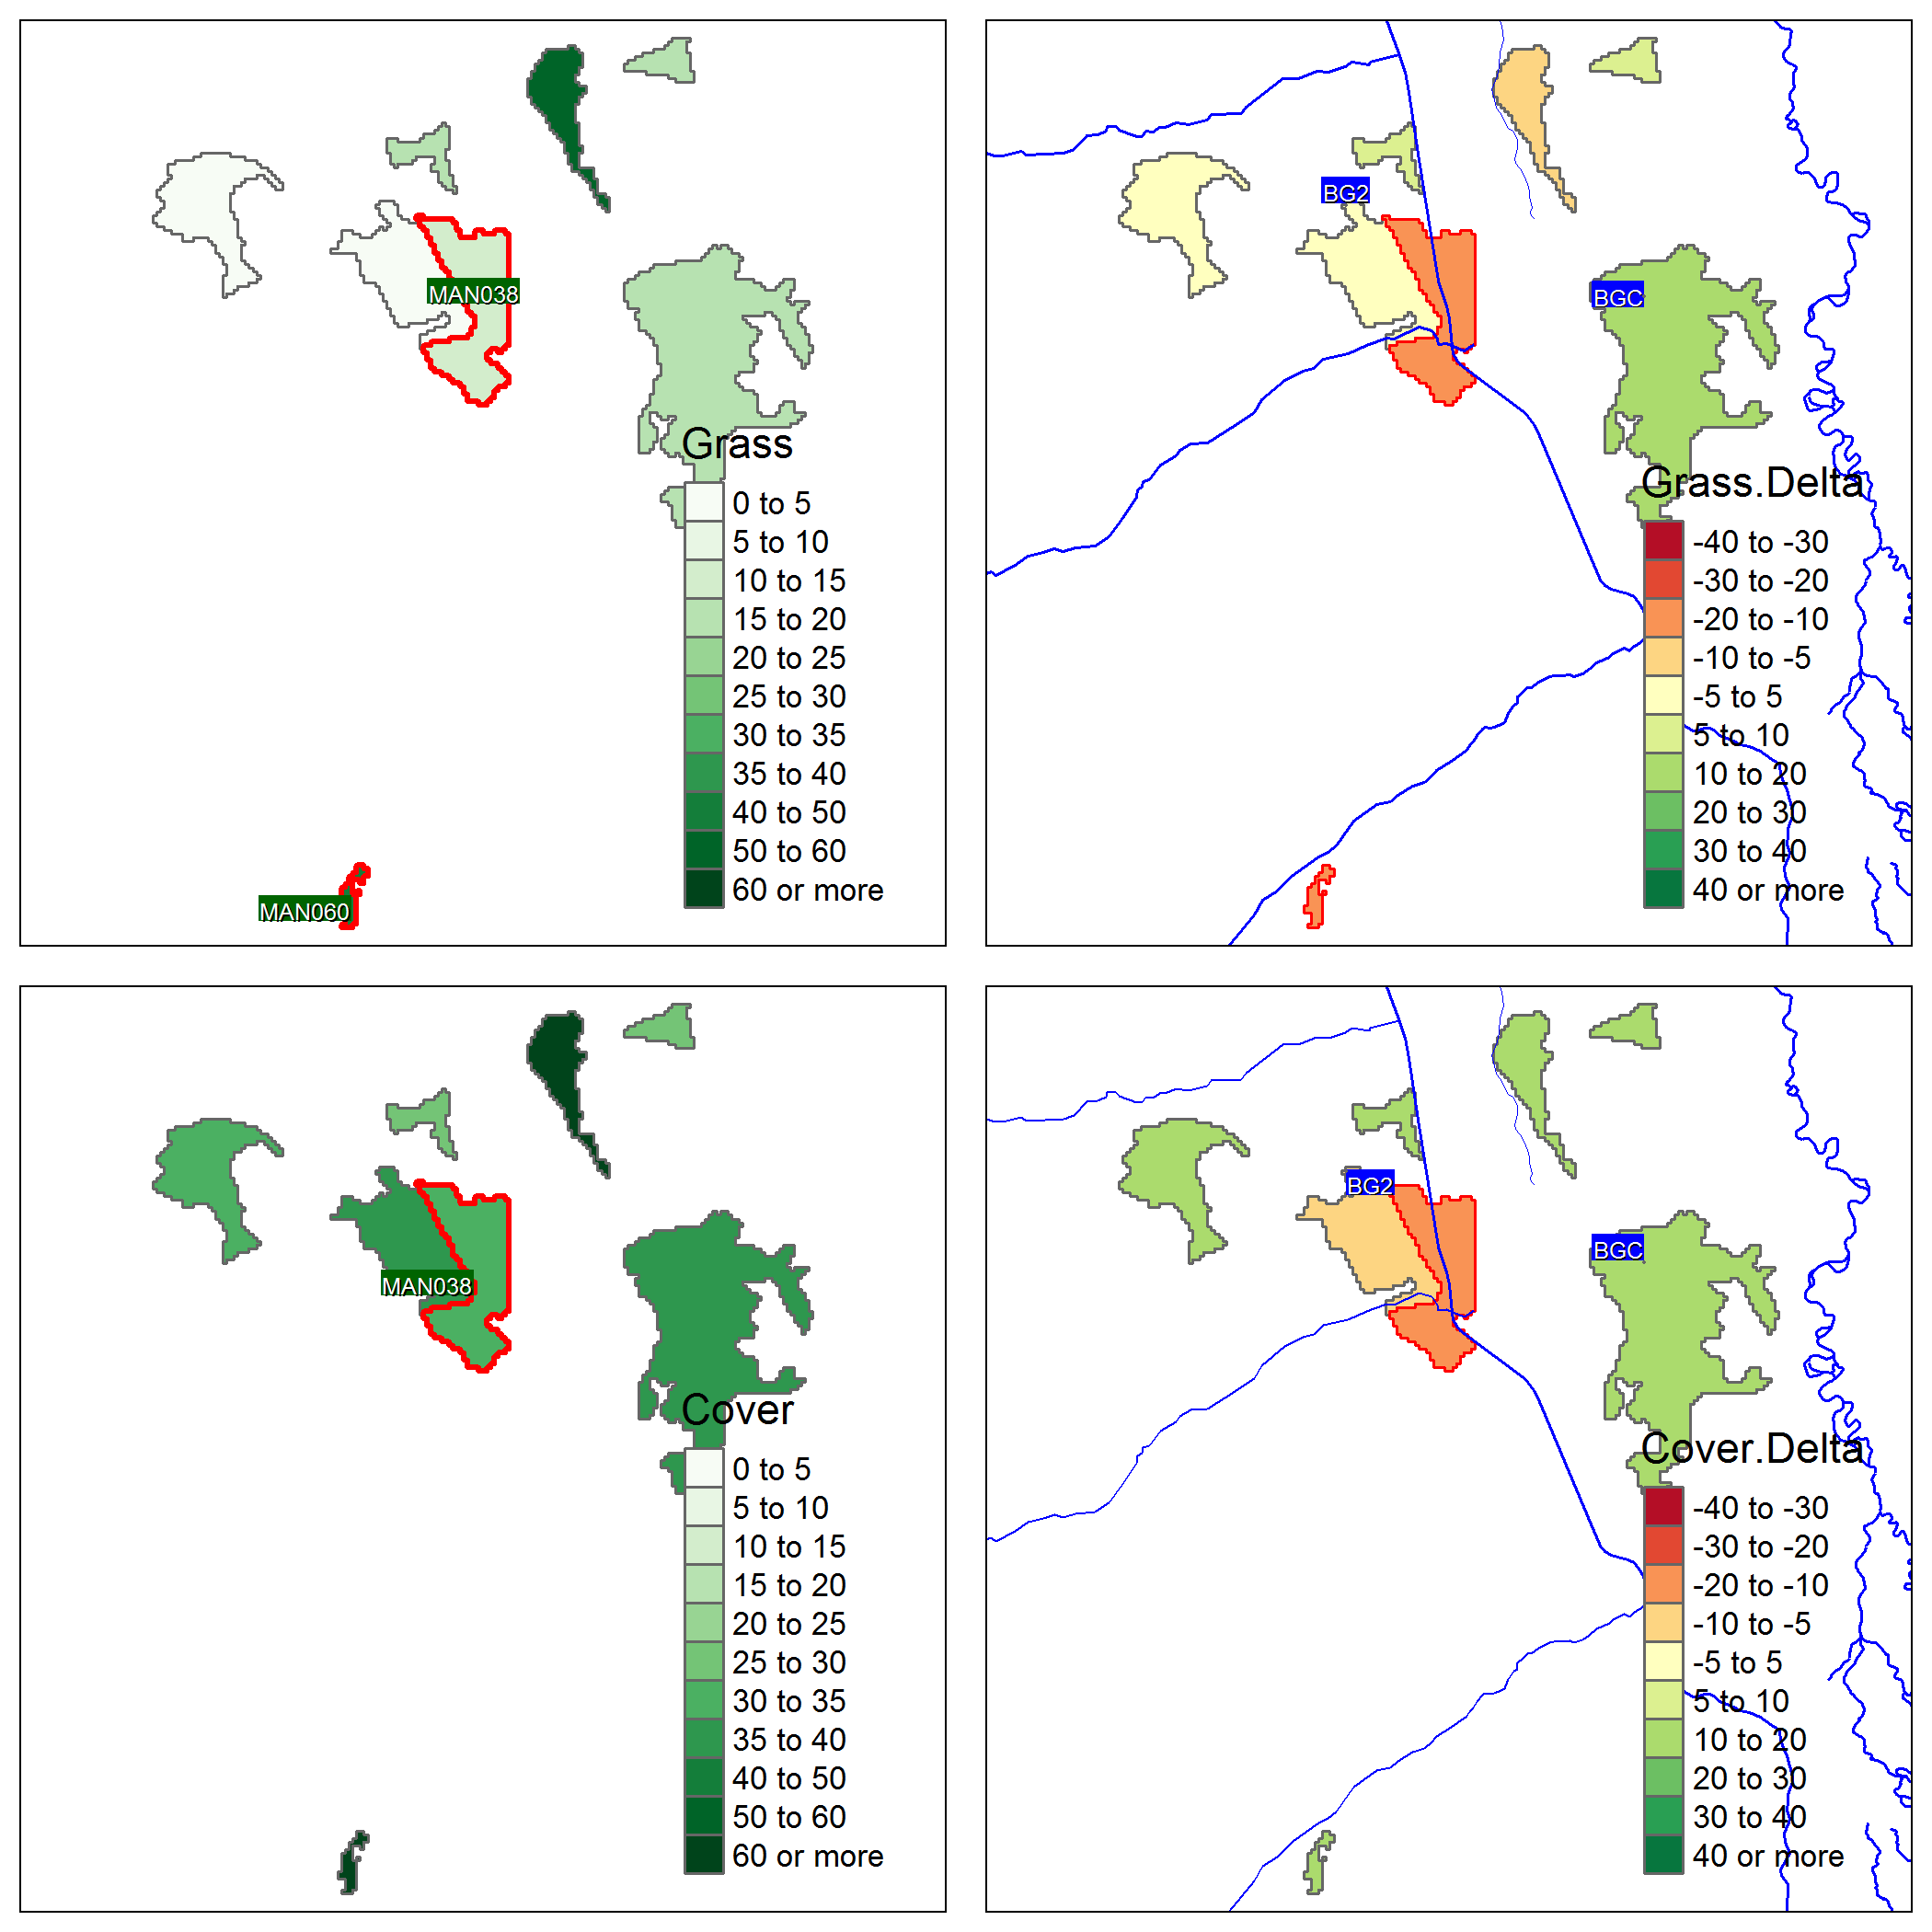 MAN038
Grass
0 to 5
5 to 10
10 to 15
15 to 20
20 to 25
25 to 30
30 to 35
35 to 40
40 to 50
50 to 60
60 or more
MAN060
BG2
BGC
Grass.Delta
-40 to -30
-30 to -20
-20 to -10
-10 to -5
-5 to 5
5 to 10
10 to 20
20 to 30
30 to 40
40 or more
MAN038
Cover
0 to 5
5 to 10
10 to 15
15 to 20
20 to 25
25 to 30
30 to 35
35 to 40
40 to 50
50 to 60
60 or more
BG2
BGC
Cover.Delta
-40 to -30
-30 to -20
-20 to -10
-10 to -5
-5 to 5
5 to 10
10 to 20
20 to 30
30 to 40
40 or more